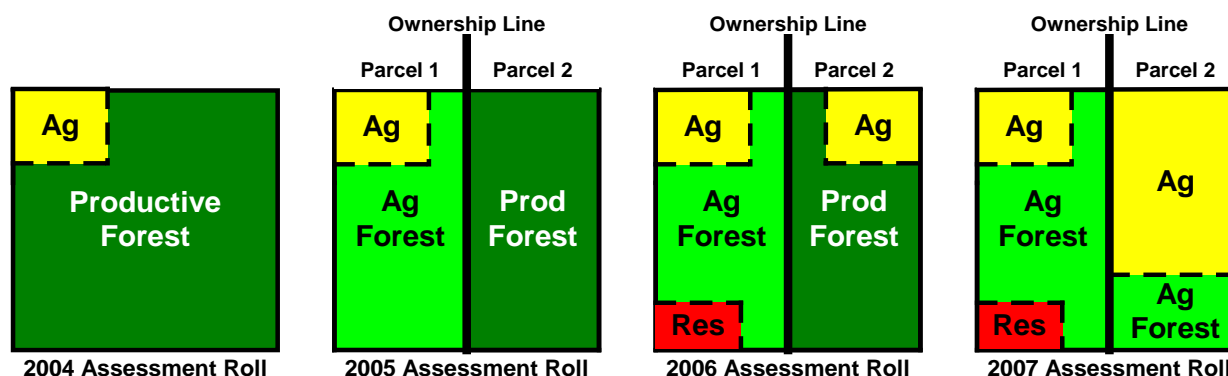 Ag
Productive
Forest
2004 Assessment Roll
Ownership Line
Parcel 1
Parcel 2
Ag
Ag
Forest
Prod
Forest
2005 Assessment Roll
Ownership Line
Parcel 1
Parcel 2
Ag
Ag
Ag
Forest
Prod
Forest
Res
2006 Assessment Roll
Ownership Line
Parcel 1
Parcel 2
Ag
Ag
Ag
Forest
Ag
Forest
Res
2007 Assessment Roll